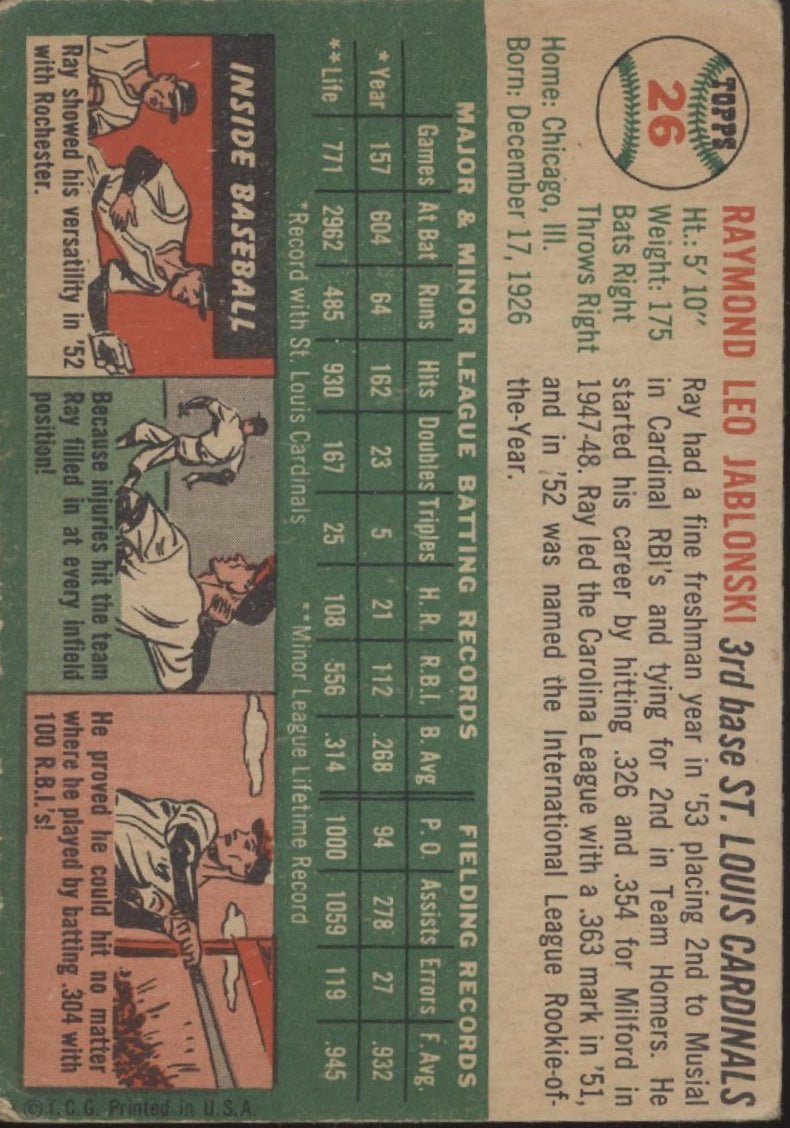 TOPPS
26
RAYMOND LEO JABLONSKI 3rd base ST. LOUIS CARDINALS
Ht.: 5' 10"
Weight: 175
Bats Right
Throws Right
Home: Chicago, Ill.
Born: December 17, 1926
Ray had a fine freshman year in '53 placing 2nd to Musial
in Cardinal RBI's and tying for 2nd in Team Homers. He
started his career by hitting .326 and .354 for Milford in
1947-48. Ray led the Carolina League with a .363 mark in '51,
and in '52 was named the International League Rookie-of-
the-Year.
MAJOR & MINOR LEAGUE BATTING RECORDS FIELDING RECORDS
Games At Bat Runs Hits Doubles Triples H.R. R.B.I. B. Avg P.O. Assists Errors F. Avg
*Year 157 604 64 162 23 5 21 112 .268 94 278 27 .932
**Life 771 2962 485 930 167 25 108 556 .314 1000 1059 119 .945
*Record with St. Louis Cardinals **Minor League Lifetime Record
INSIDE BASEBALL
Ray showed his versatility in '52
with Rochester.
Because injuries hit the team
Ray filled in at every infield
position!
He proved he could hit no matter
where he played by batting .304 with
100 R.B.I.'s!
© T.C.G. Printed in U.S.A.